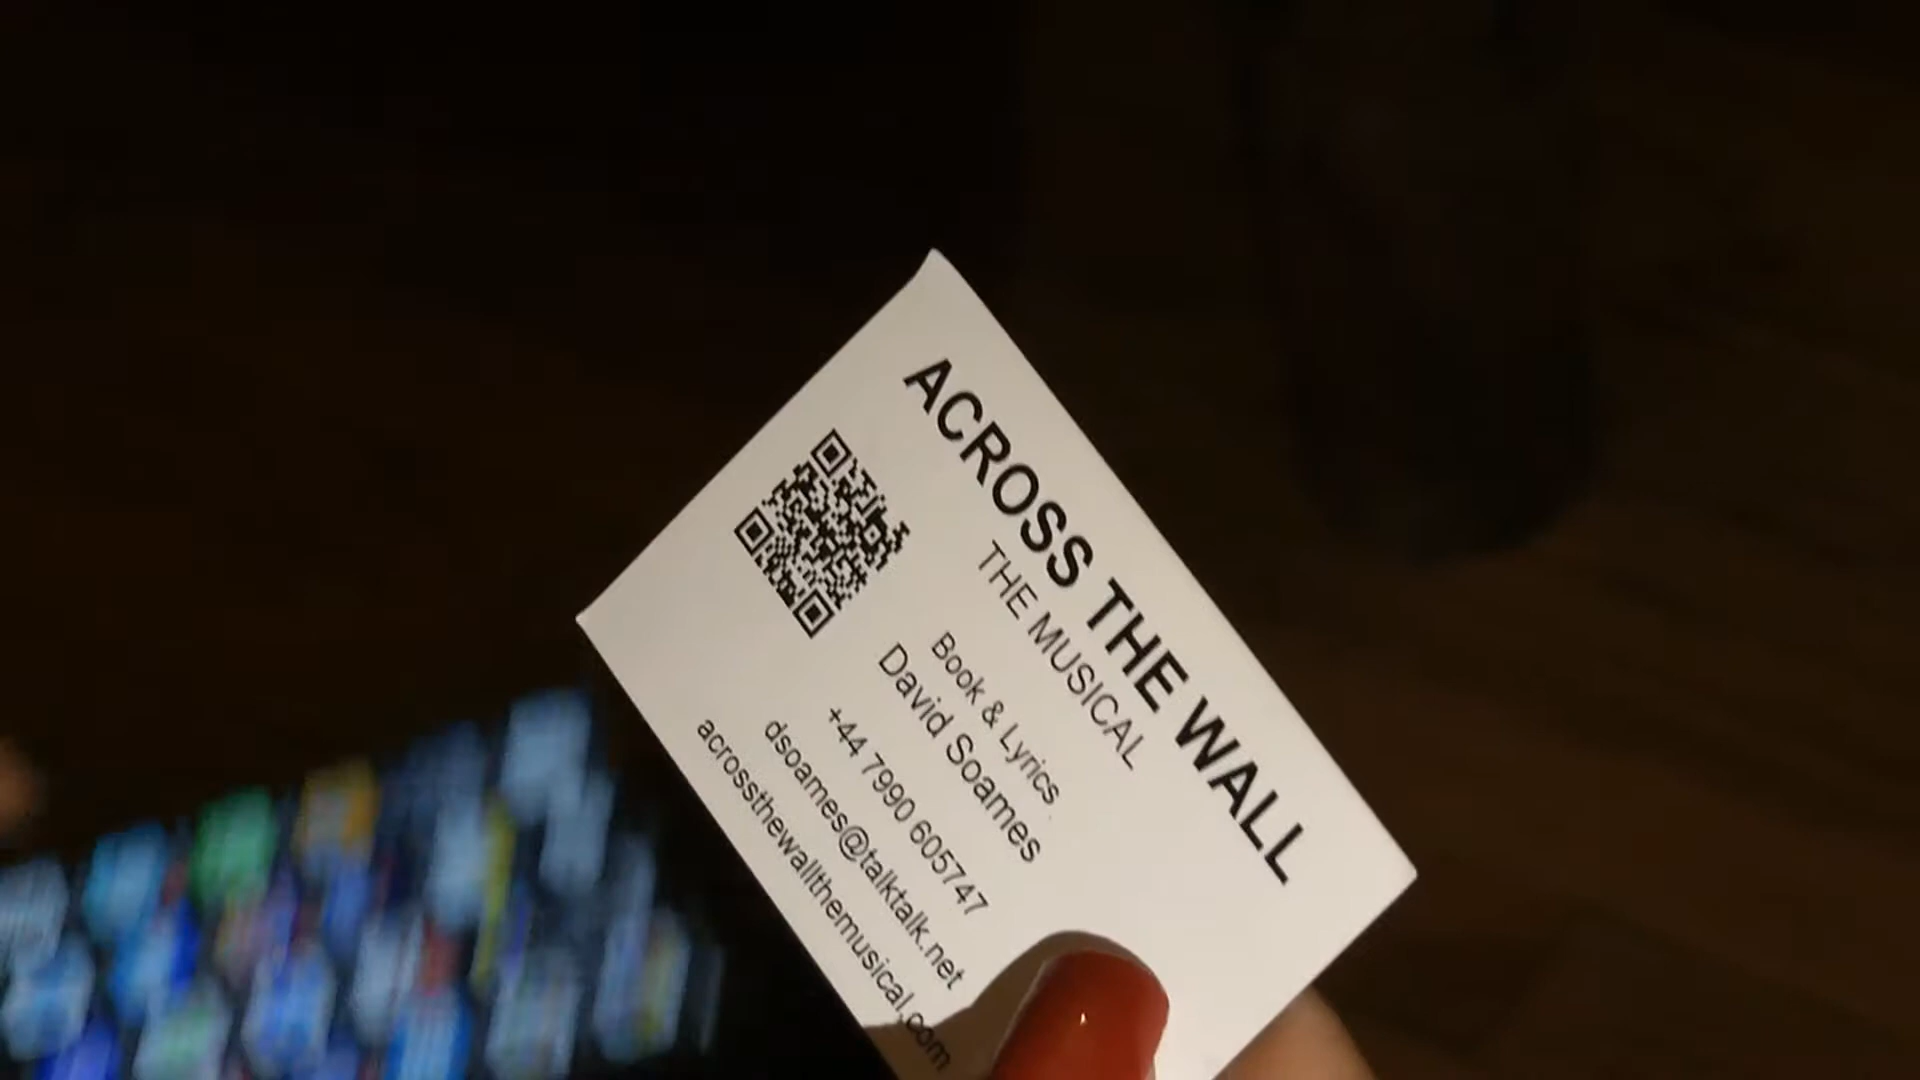 ACROSS THE WALL
THE MUSICAL
Book & Lyrics
David Soames
+44 7990 605747
dsoames@talktalk.net
acrossthewallthemusical.com